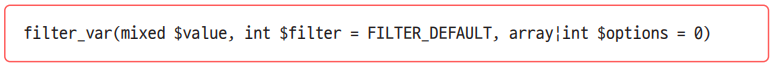 filter_var(mixed $value, int $filter = FILTER_DEFAULT, array¦int $options = 0)